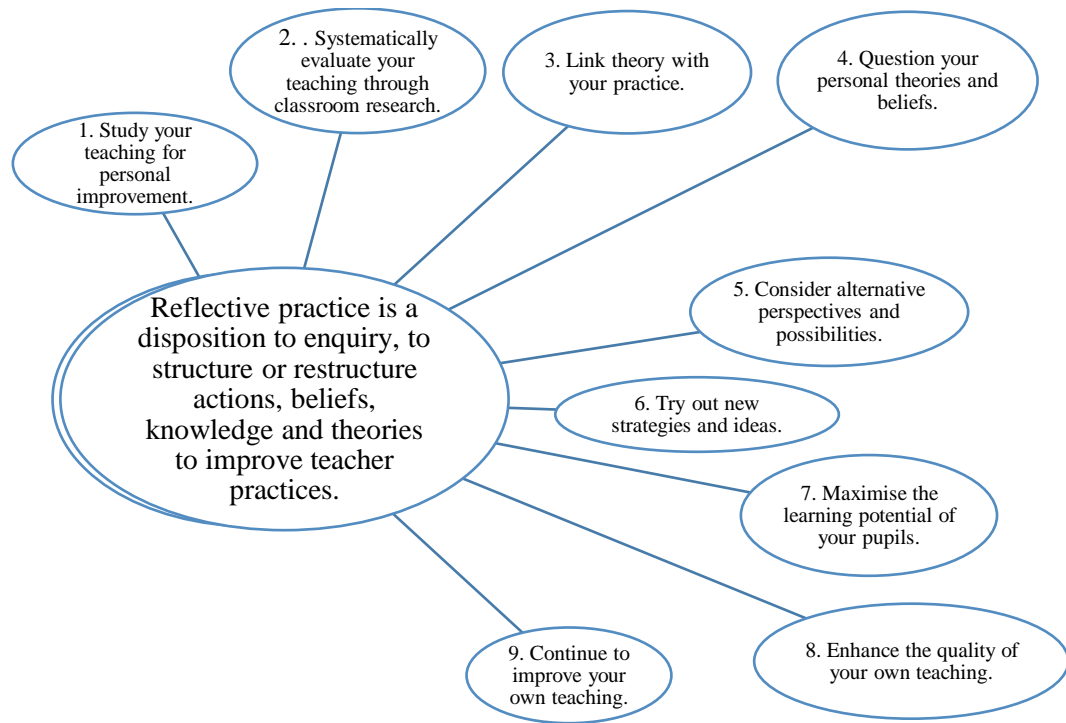 1. Study your
teaching for
personal
improvement.
2. . Systematically
evaluate your
teaching through
classroom research.
3. Link theory with
your practice.
4. Question your
personal theories and
beliefs.
Reflective practice is a
disposition to enquiry, to
structure or restructure
actions, beliefs,
knowledge and theories
to improve teacher
practices.
5. Consider alternative
perspectives and
possibilities.
6. Try out new
strategies and ideas.
7. Maximise the
learning potential of
your pupils.
8. Enhance the quality of
your own teaching.
9. Continue to
improve your
own teaching.